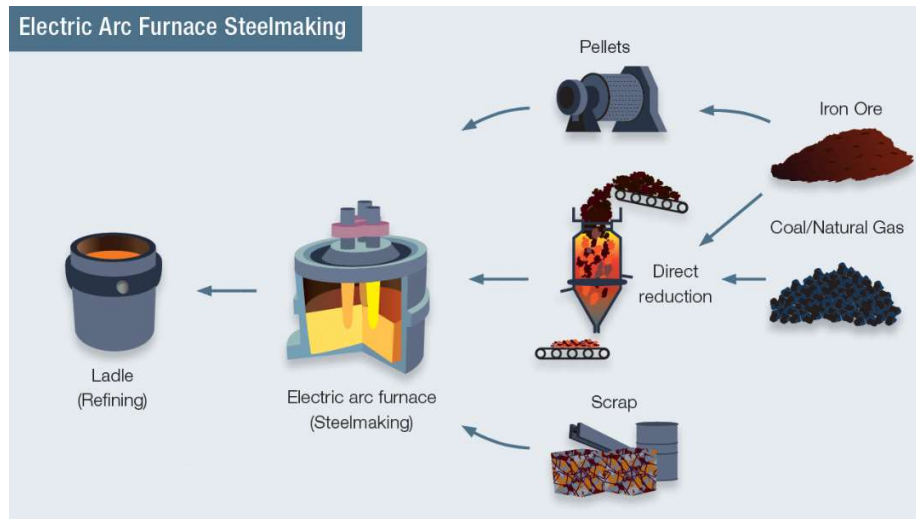 Electric Arc Furnace Steelmaking
Pellets
Iron Ore
Coal/Natural Gas
Direct
reduction
Ladle
(Refining)
Electric arc furnace
(Steelmaking)
Scrap